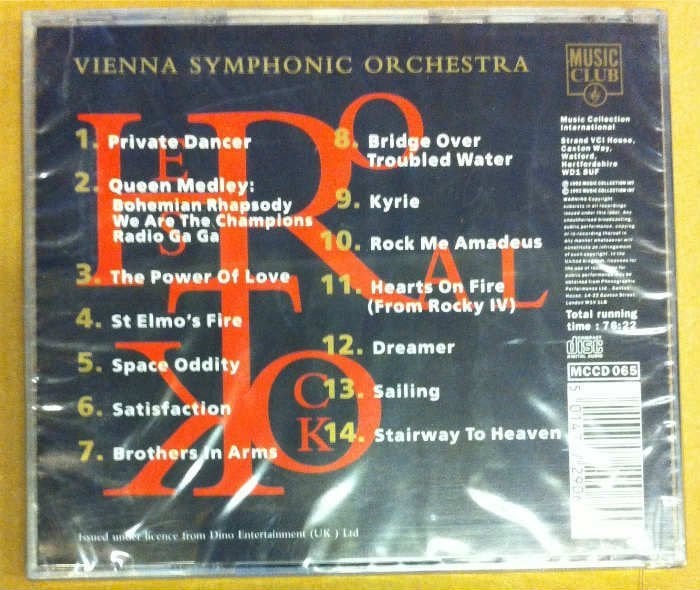 VIENNA SYMPHONIC ORCHESTRA
1. Private Dancer
2. Queen Medley:
Bohemian Rhapsody
We Are The Champions
Radio Ga Ga
3. The Power Of Love
4. St Elmo's Fire
5. Space Oddity
6. Satisfaction
7. Brothers In Arms
8. Bridge Over
Troubled Water
9. Kyrie
10. Rock Me Amadeus
11. Hearts On Fire
(From Rocky IV)
12. Dreamer
13. Sailing
14. Stairway To Heaven
Issued under licence from Dino Entertainment (UK) Ltd
MUSIC
CLUB
Music Collection
International
Strand VCI House,
Caxton Way,
Watford,
Hertfordshire
WD1 8UF
Total running
time : 76:22
COMPACT
disc
DIGITAL AUDIO
MCCD 065